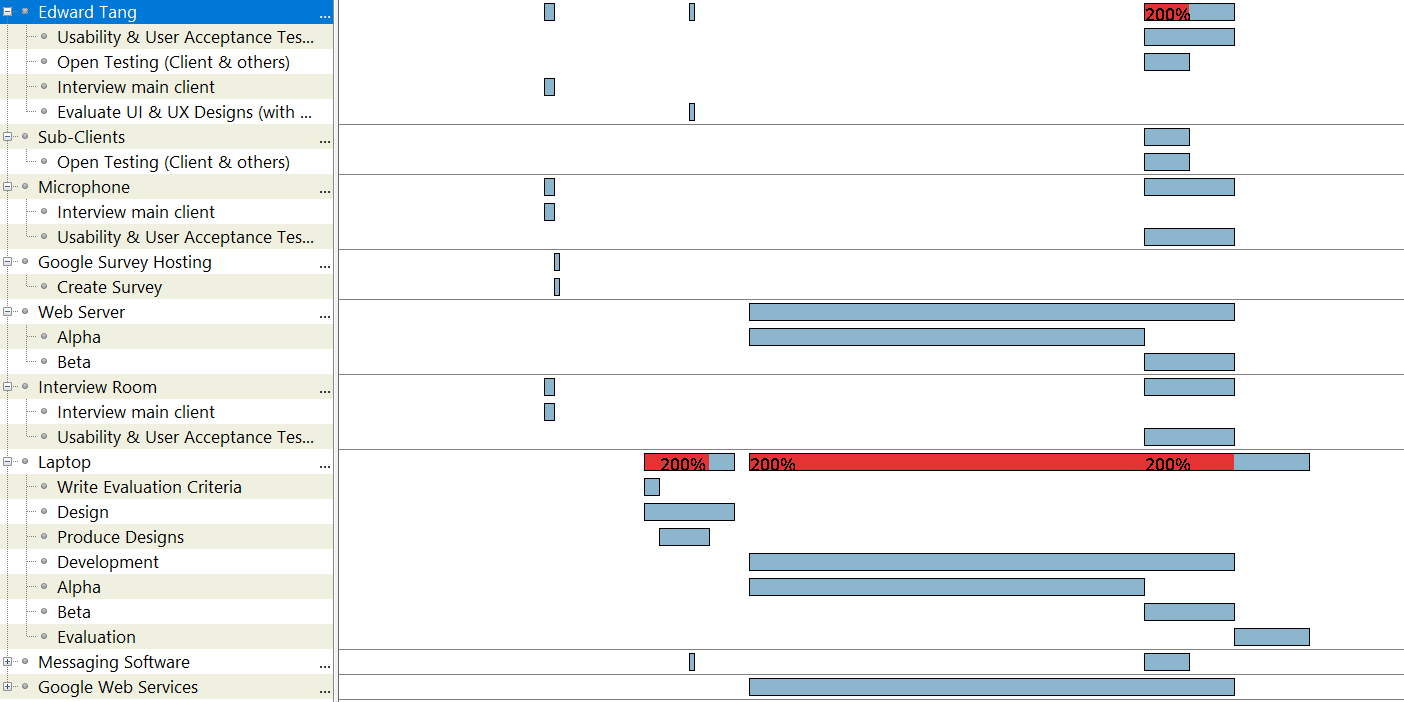 Edward Tang ... 200%
Usability & User Acceptance Tes...
Open Testing (Client & others)
Interview main client
Evaluate UI & UX Designs (with ...
Sub-Clients ...
Open Testing (Client & others)
Microphone ...
Interview main client
Usability & User Acceptance Tes...
Google Survey Hosting ...
Create Survey
Web Server ...
Alpha
Beta
Interview Room ...
Interview main client
Usability & User Acceptance Tes...
Laptop ... 200% 200% 200%
Write Evaluation Criteria
Design
Produce Designs
Development
Alpha
Beta
Evaluation
Messaging Software ...
Google Web Services ...